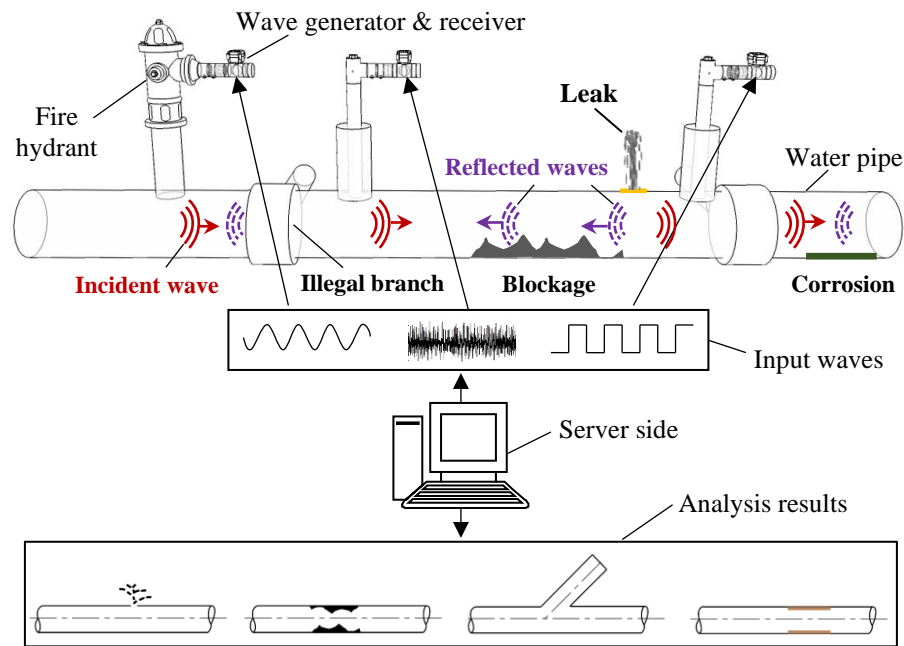 Wave generator & receiver
Fire
hydrant
Leak
Reflected waves
Water pipe
Incident wave
Illegal branch
Blockage
Corrosion
Input waves
Server side
Analysis results